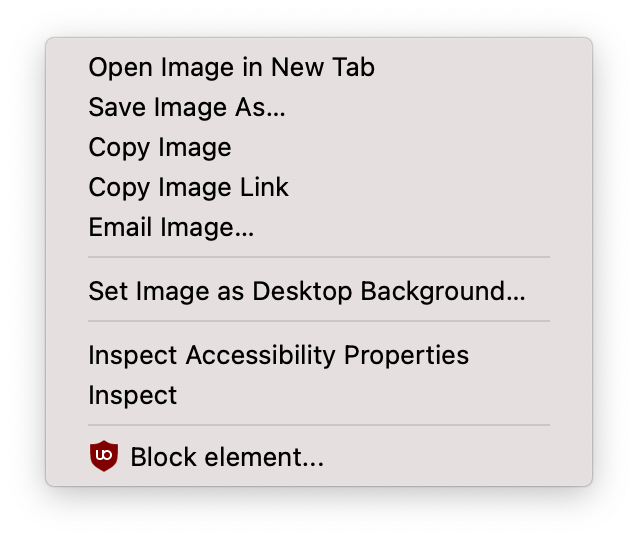 Open Image in New Tab
Save Image As...
Copy Image
Copy Image Link
Email Image...
Set Image as Desktop Background...
Inspect Accessibility Properties
Inspect
uo Block element...